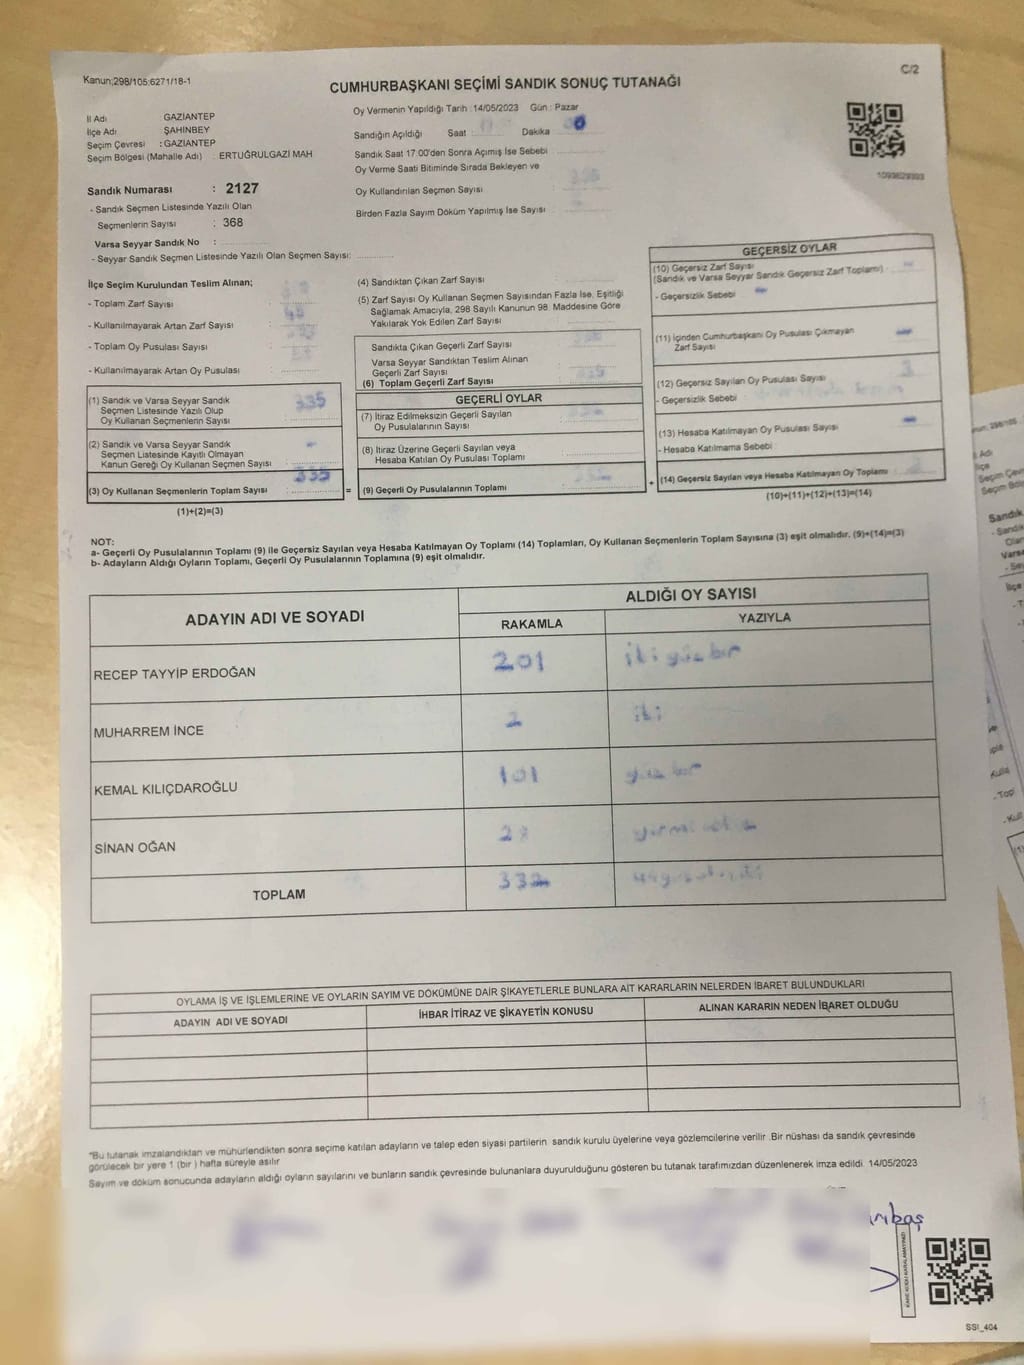 Kanun;298/105;6271/18-1
C/2
CUMHURBAŞKANI SEÇİMİ SANDIK SONUÇ TUTANAĞI
İl Adı : GAZİANTEP
İlçe Adı : ŞAHİNBEY
Seçim Çevresi : GAZİANTEP
Seçim Bölgesi (Mahalle Adı) : ERTUĞRULGAZİ MAH
Oy Vermenin Yapıldığı Tarih : 14/05/2023 Gün : Pazar
Sandığın Açıldığı Saat Dakika
Sandık Saat 17:00'den Sonra Açımış İse Sebebi
Oy Verme Saati Bitiminde Sırada Bekleyen ve
Oy Kullandırılan Seçmen Sayısı
Birden Fazla Sayım Döküm Yapılmış İse Sayısı
Sandık Numarası : 2127
- Sandık Seçmen Listesinde Yazılı Olan
Seçmenlerin Sayısı : 368
Varsa Seyyar Sandık No :
- Seyyar Sandık Seçmen Listesinde Yazılı Olan Seçmen Sayısı:
İlçe Seçim Kurulundan Teslim Alınan;
- Toplam Zarf Sayısı :
- Kullanılmayarak Artan Zarf Sayısı :
- Toplam Oy Pusulası Sayısı :
- Kullanılmayarak Artan Oy Pusulası :
(1) Sandık ve Varsa Seyyar Sandık
Seçmen Listesinde Yazılı Olup
Oy Kullanan Seçmenlerin Sayısı : 335
(2) Sandık ve Varsa Seyyar Sandık
Seçmen Listesinde Kayıtlı Olmayan
Kanun Gereği Oy Kullanan Seçmen Sayısı : -
(3) Oy Kullanan Seçmenlerin Toplam Sayısı : 335
(1)+(2)=(3)
(4) Sandıktan Çıkan Zarf Sayısı
(5) Zarf Sayısı Oy Kullanan Seçmen Sayısından Fazla İse, Eşitliği
Sağlamak Amacıyla, 298 Sayılı Kanunun 98. Maddesine Göre
Yakılarak Yok Edilen Zarf Sayısı
Sandıkta Çıkan Geçerli Zarf Sayısı
Varsa Seyyar Sandıktan Teslim Alınan
Geçerli Zarf Sayısı
(6) Toplam Geçerli Zarf Sayısı
=
GEÇERLİ OYLAR
(7) İtiraz Edilmeksizin Geçerli Sayılan
Oy Pusulalarının Sayısı
(8) İtiraz Üzerine Geçerli Sayılan veya
Hesaba Katılan Oy Pusulası Toplamı
(9) Geçerli Oy Pusulalarının Toplamı
+
GEÇERSİZ OYLAR
(10) Geçersiz Zarf Sayısı
(Sandık ve Varsa Seyyar Sandık Geçersiz Zarf Toplamı)
- Geçersizlik Sebebi
(11) İçinden Cumhurbaşkanı Oy Pusulası Çıkmayan
Zarf Sayısı
(12) Geçersiz Sayılan Oy Pusulası Sayısı
- Geçersizlik Sebebi
(13) Hesaba Katılmayan Oy Pusulası Sayısı
- Hesaba Katılmama Sebebi
(14) Geçersiz Sayılan veya Hesaba Katılmayan Oy Toplamı
(10)+(11)+(12)+(13)=(14)
NOT:
a- Geçerli Oy Pusulalarının Toplamı (9) ile Geçersiz Sayılan veya Hesaba Katılmayan Oy Toplamı (14) Toplamları, Oy Kullanan Seçmenlerin Toplam Sayısına (3) eşit olmalıdır. (9)+(14)=(3)
b- Adayların Aldığı Oyların Toplamı, Geçerli Oy Pusulalarının Toplamına (9) eşit olmalıdır.
ADAYIN ADI VE SOYADI
ALDIĞI OY SAYISI
RAKAMLA YAZIYLA
RECEP TAYYİP ERDOĞAN 201 iki yüz bir
MUHARREM İNCE 2 iki
KEMAL KILIÇDAROĞLU 101 yüz bir
SİNAN OĞAN 28
TOPLAM 332
OYLAMA İŞ VE İŞLEMLERİNE VE OYLARIN SAYIM VE DÖKÜMÜNE DAİR ŞİKAYETLERLE BUNLARA AİT KARARLARIN NELERDEN İBARET BULUNDUKLARI
ADAYIN ADI VE SOYADI İHBAR İTİRAZ VE ŞİKAYETİN KONUSU ALINAN KARARIN NEDEN İBARET OLDUĞU
*Bu tutanak imzalandıktan ve mühürlendikten sonra seçime katılan adayların ve talep eden siyasi partilerin sandık kurulu üyelerine veya gözlemcilerine verilir .Bir nüshası da sandık çevresinde
görülecek bir yere 1 (bir) hafta süreyle asılır
Sayım ve döküm sonucunda adayların aldığı oyların sayılarını ve bunların sandık çevresinde bulunanlara duyurulduğunu gösteren bu tutanak tarafımızdan düzenlenerek imza edildi. 14/05/2023
SSI_404